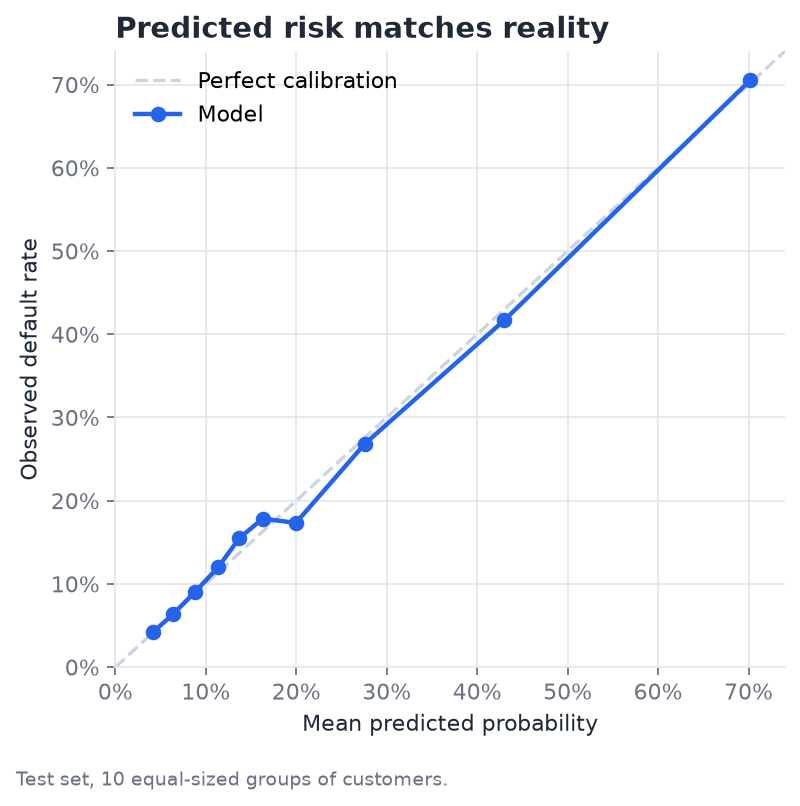 Predicted risk matches reality
Perfect calibration
Model
70%
60%
50%
40%
30%
20%
10%
0%
Observed default rate
0% 10% 20% 30% 40% 50% 60% 70%
Mean predicted probability
Test set, 10 equal-sized groups of customers.